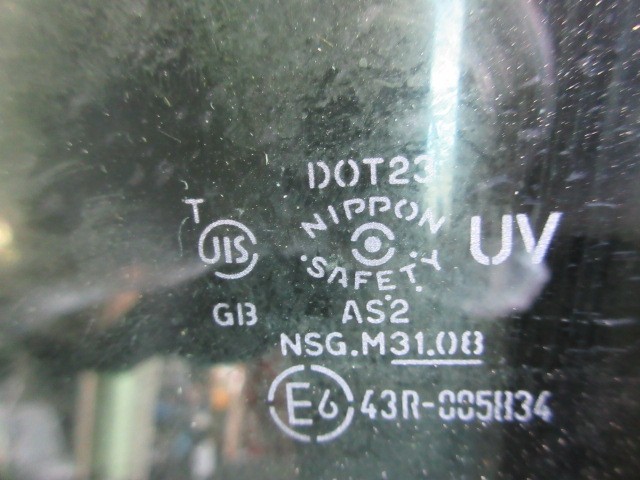 DOT23
T
JIS
NIPPON
SAFETY
UV
GB
AS2
NSG.M31.08
E6 43R-005834